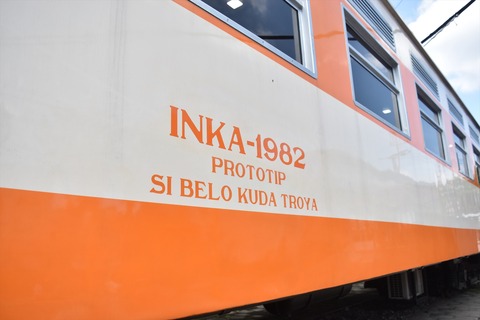 INKA-1982
PROTOTIP
SI BELO KUDA TROYA